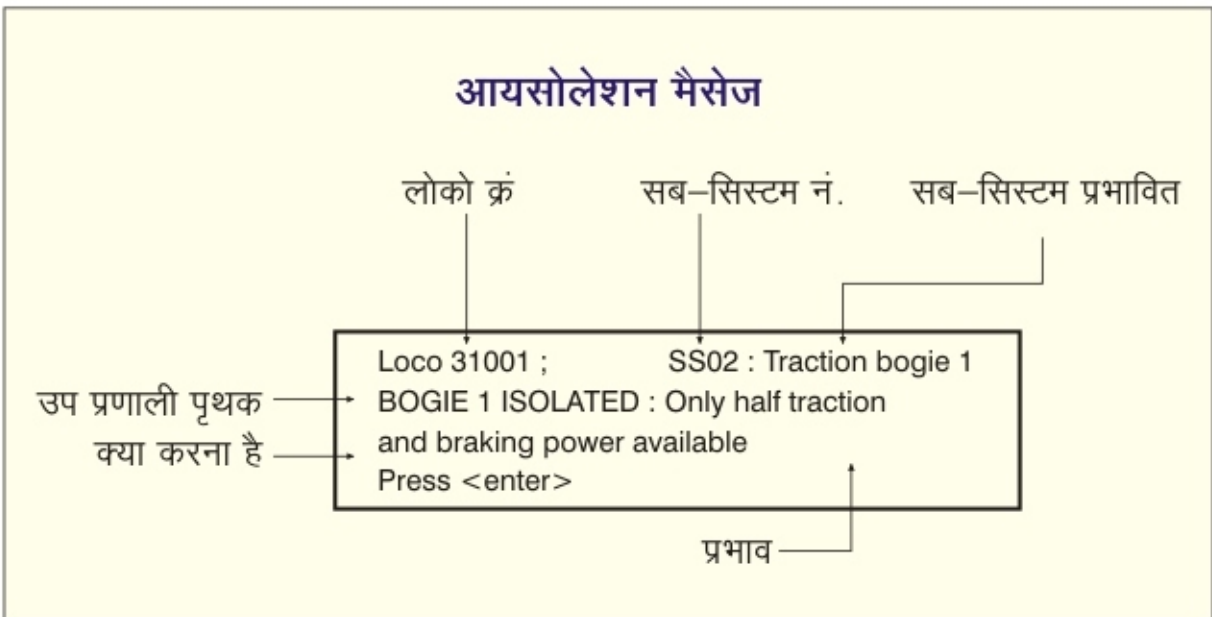 आयसोलेशन मैसेज
लोको क्रं सब–सिस्टम नं. सब–सिस्टम प्रभावित
Loco 31001 ; SS02 : Traction bogie 1
उप प्रणाली पृथक BOGIE 1 ISOLATED : Only half traction
क्या करना है and braking power available
Press <enter>
प्रभाव